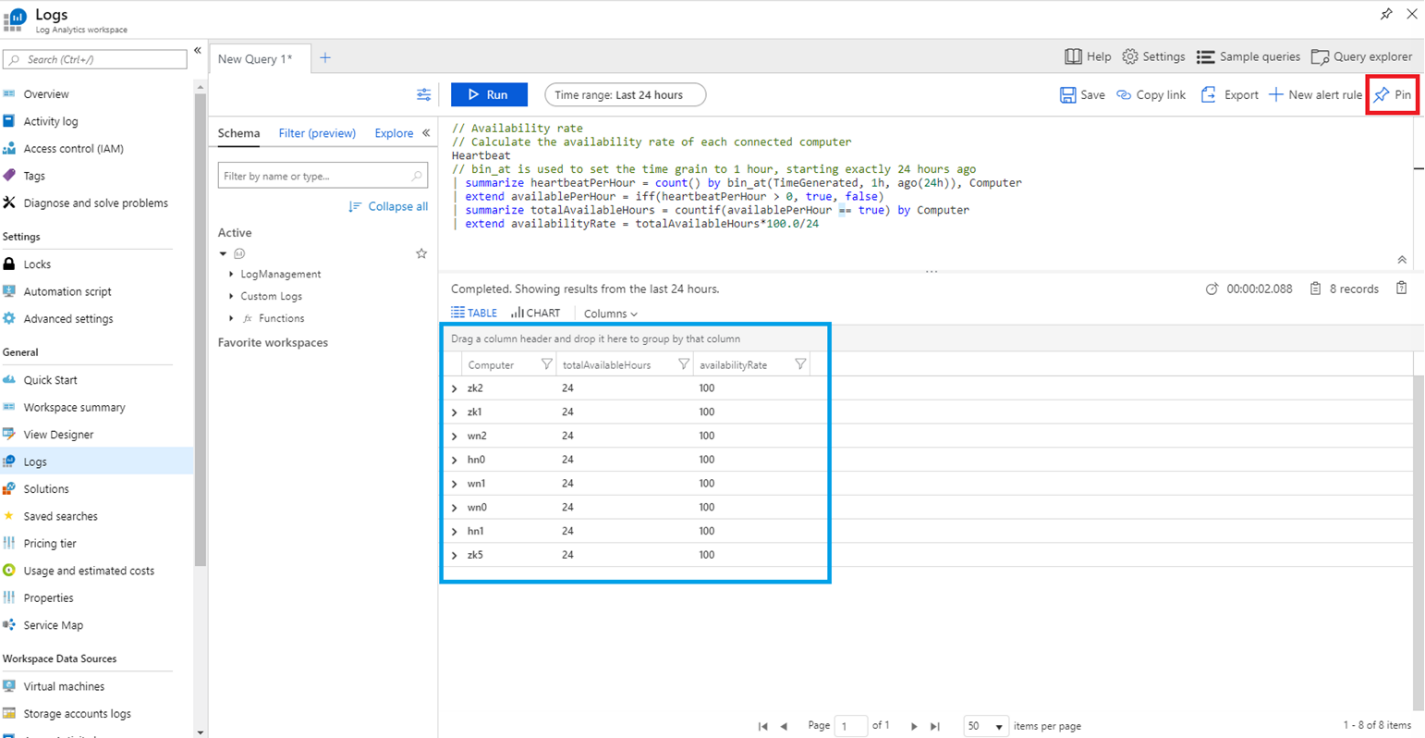 Logs
Log Analytics workspace
Search (Ctrl+/)
«
Overview
Activity log
Access control (IAM)
Tags
Diagnose and solve problems
Settings
Locks
Automation script
Advanced settings
General
Quick Start
Workspace summary
View Designer
Logs
Solutions
Saved searches
Pricing tier
Usage and estimated costs
Properties
Service Map
Workspace Data Sources
Virtual machines
Storage accounts logs
New Query 1*
Help Settings Sample queries Query explorer
Run Time range: Last 24 hours
Save Copy link Export New alert rule Pin
Schema Filter (preview) Explore «
Filter by name or type...
Collapse all
Active
LogManagement
Custom Logs
fx Functions
Favorite workspaces
// Availability rate
// Calculate the availability rate of each connected computer
Heartbeat
// bin_at is used to set the time grain to 1 hour, starting exactly 24 hours ago
| summarize heartbeatPerHour = count() by bin_at(TimeGenerated, 1h, ago(24h)), Computer
| extend availablePerHour = iff(heartbeatPerHour > 0, true, false)
| summarize totalAvailableHours = countif(availablePerHour == true) by Computer
| extend availabilityRate = totalAvailableHours*100.0/24
Completed. Showing results from the last 24 hours.
00:00:02.088 8 records
TABLE CHART Columns
Drag a column header and drop it here to group by that column
Computer totalAvailableHours availabilityRate
zk2 24 100
zk1 24 100
wn2 24 100
hn0 24 100
wn1 24 100
wn0 24 100
hn1 24 100
zk5 24 100
Page 1 of 1 50 items per page
1 - 8 of 8 items